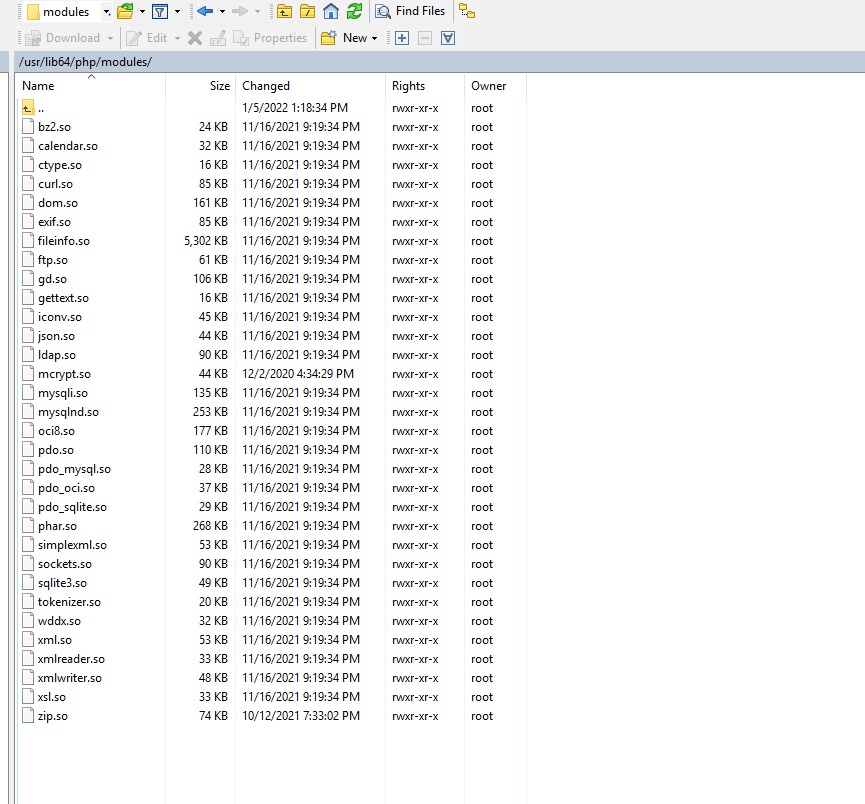 modules Find Files
Download Edit Properties New
/usr/lib64/php/modules/
Name Size Changed Rights Owner
.. 1/5/2022 1:18:34 PM rwxr-xr-x root
bz2.so 24 KB 11/16/2021 9:19:34 PM rwxr-xr-x root
calendar.so 32 KB 11/16/2021 9:19:34 PM rwxr-xr-x root
ctype.so 16 KB 11/16/2021 9:19:34 PM rwxr-xr-x root
curl.so 85 KB 11/16/2021 9:19:34 PM rwxr-xr-x root
dom.so 161 KB 11/16/2021 9:19:34 PM rwxr-xr-x root
exif.so 85 KB 11/16/2021 9:19:34 PM rwxr-xr-x root
fileinfo.so 5,302 KB 11/16/2021 9:19:34 PM rwxr-xr-x root
ftp.so 61 KB 11/16/2021 9:19:34 PM rwxr-xr-x root
gd.so 106 KB 11/16/2021 9:19:34 PM rwxr-xr-x root
gettext.so 16 KB 11/16/2021 9:19:34 PM rwxr-xr-x root
iconv.so 45 KB 11/16/2021 9:19:34 PM rwxr-xr-x root
json.so 44 KB 11/16/2021 9:19:34 PM rwxr-xr-x root
ldap.so 90 KB 11/16/2021 9:19:34 PM rwxr-xr-x root
mcrypt.so 44 KB 12/2/2020 4:34:29 PM rwxr-xr-x root
mysqli.so 135 KB 11/16/2021 9:19:34 PM rwxr-xr-x root
mysqlnd.so 253 KB 11/16/2021 9:19:34 PM rwxr-xr-x root
oci8.so 177 KB 11/16/2021 9:19:34 PM rwxr-xr-x root
pdo.so 110 KB 11/16/2021 9:19:34 PM rwxr-xr-x root
pdo_mysql.so 28 KB 11/16/2021 9:19:34 PM rwxr-xr-x root
pdo_oci.so 37 KB 11/16/2021 9:19:34 PM rwxr-xr-x root
pdo_sqlite.so 29 KB 11/16/2021 9:19:34 PM rwxr-xr-x root
phar.so 268 KB 11/16/2021 9:19:34 PM rwxr-xr-x root
simplexml.so 53 KB 11/16/2021 9:19:34 PM rwxr-xr-x root
sockets.so 90 KB 11/16/2021 9:19:34 PM rwxr-xr-x root
sqlite3.so 49 KB 11/16/2021 9:19:34 PM rwxr-xr-x root
tokenizer.so 20 KB 11/16/2021 9:19:34 PM rwxr-xr-x root
wddx.so 32 KB 11/16/2021 9:19:34 PM rwxr-xr-x root
xml.so 53 KB 11/16/2021 9:19:34 PM rwxr-xr-x root
xmlreader.so 33 KB 11/16/2021 9:19:34 PM rwxr-xr-x root
xmlwriter.so 48 KB 11/16/2021 9:19:34 PM rwxr-xr-x root
xsl.so 33 KB 11/16/2021 9:19:34 PM rwxr-xr-x root
zip.so 74 KB 10/12/2021 7:33:02 PM rwxr-xr-x root